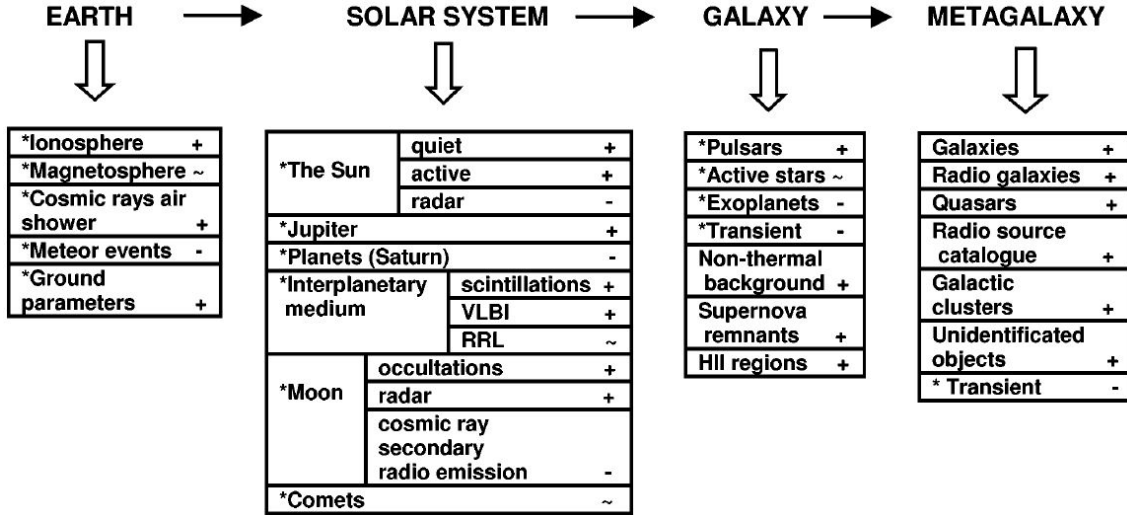 EARTH → SOLAR SYSTEM → GALAXY → METAGALAXY
*Ionosphere +
*Magnetosphere ~
*Cosmic rays air
shower +
*Meteor events -
*Ground
parameters +
*The Sun
quiet +
active +
radar -
*Jupiter +
*Planets (Saturn) -
*Interplanetary
medium
scintillations +
VLBI +
RRL ~
*Moon
occultations +
radar +
cosmic ray
secondary
radio emission -
*Comets ~
*Pulsars +
*Active stars ~
*Exoplanets -
*Transient -
Non-thermal
background +
Supernova
remnants +
HII regions +
Galaxies +
Radio galaxies +
Quasars +
Radio source
catalogue +
Galactic
clusters +
Unidentificated
objects +
* Transient -